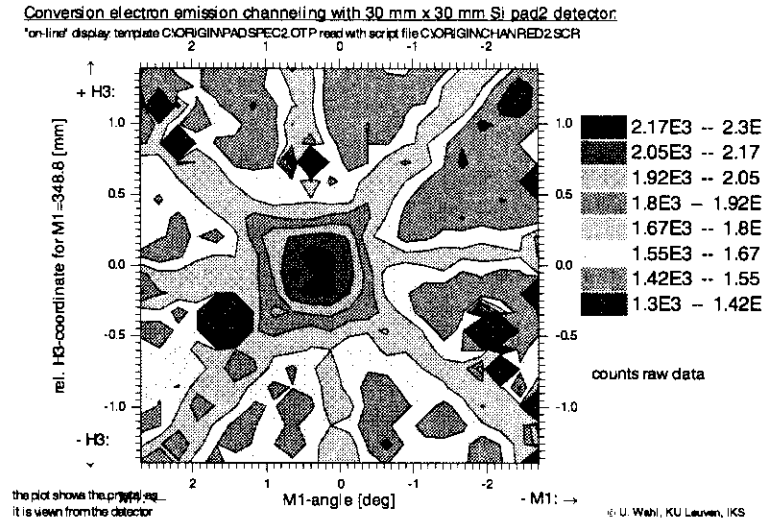 Conversion electron emission channeling with 30 mm x 30 mm Si pad2 detector:
"on-line" display template C:\ORIGIN\PADSPEC2.OTP read with script file C:\ORIGIN\CHANRED2.SCR
2 1 0 -1 -2
↑
+ H3:
1.0 1.0
0.5 0.5
0.0 0.0
-0.5 -0.5
-1.0 -1.0
- H3:
rel. H3-coordinate for M1=348.8 [mm]
2.17E3 -- 2.3E
2.05E3 -- 2.17
1.92E3 -- 2.05
1.8E3 -- 1.92E
1.67E3 -- 1.8E
1.55E3 -- 1.67
1.42E3 -- 1.55
1.3E3 -- 1.42E
counts raw data
2 1 0 -1 -2
M1-angle [deg]
- M1: →
the plot shows the
it is viewn from the detector
© U. Wahl, KU Leuven, IKS